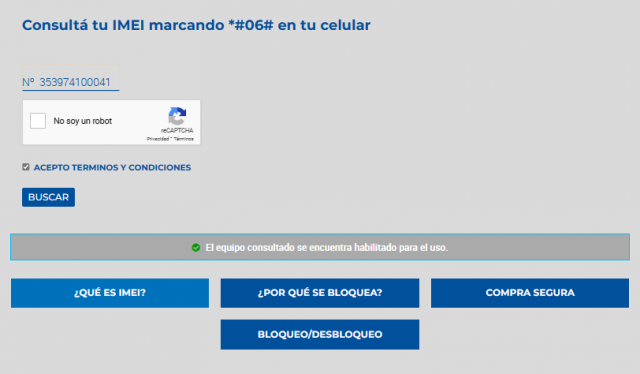 Consultá tu IMEI marcando *#06# en tu celular
Nº 353974100041
No soy un robot
reCAPTCHA
Privacidad - Términos
ACEPTO TERMINOS Y CONDICIONES
BUSCAR
El equipo consultado se encuentra habilitado para el uso.
¿QUÉ ES IMEI?
¿POR QUÉ SE BLOQUEA?
COMPRA SEGURA
BLOQUEO/DESBLOQUEO